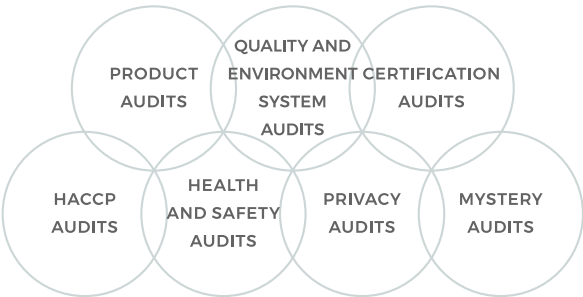 PRODUCT
AUDITS
QUALITY AND
ENVIRONMENT
SYSTEM
AUDITS
CERTIFICATION
AUDITS
HACCP
AUDITS
HEALTH
AND SAFETY
AUDITS
PRIVACY
AUDITS
MYSTERY
AUDITS